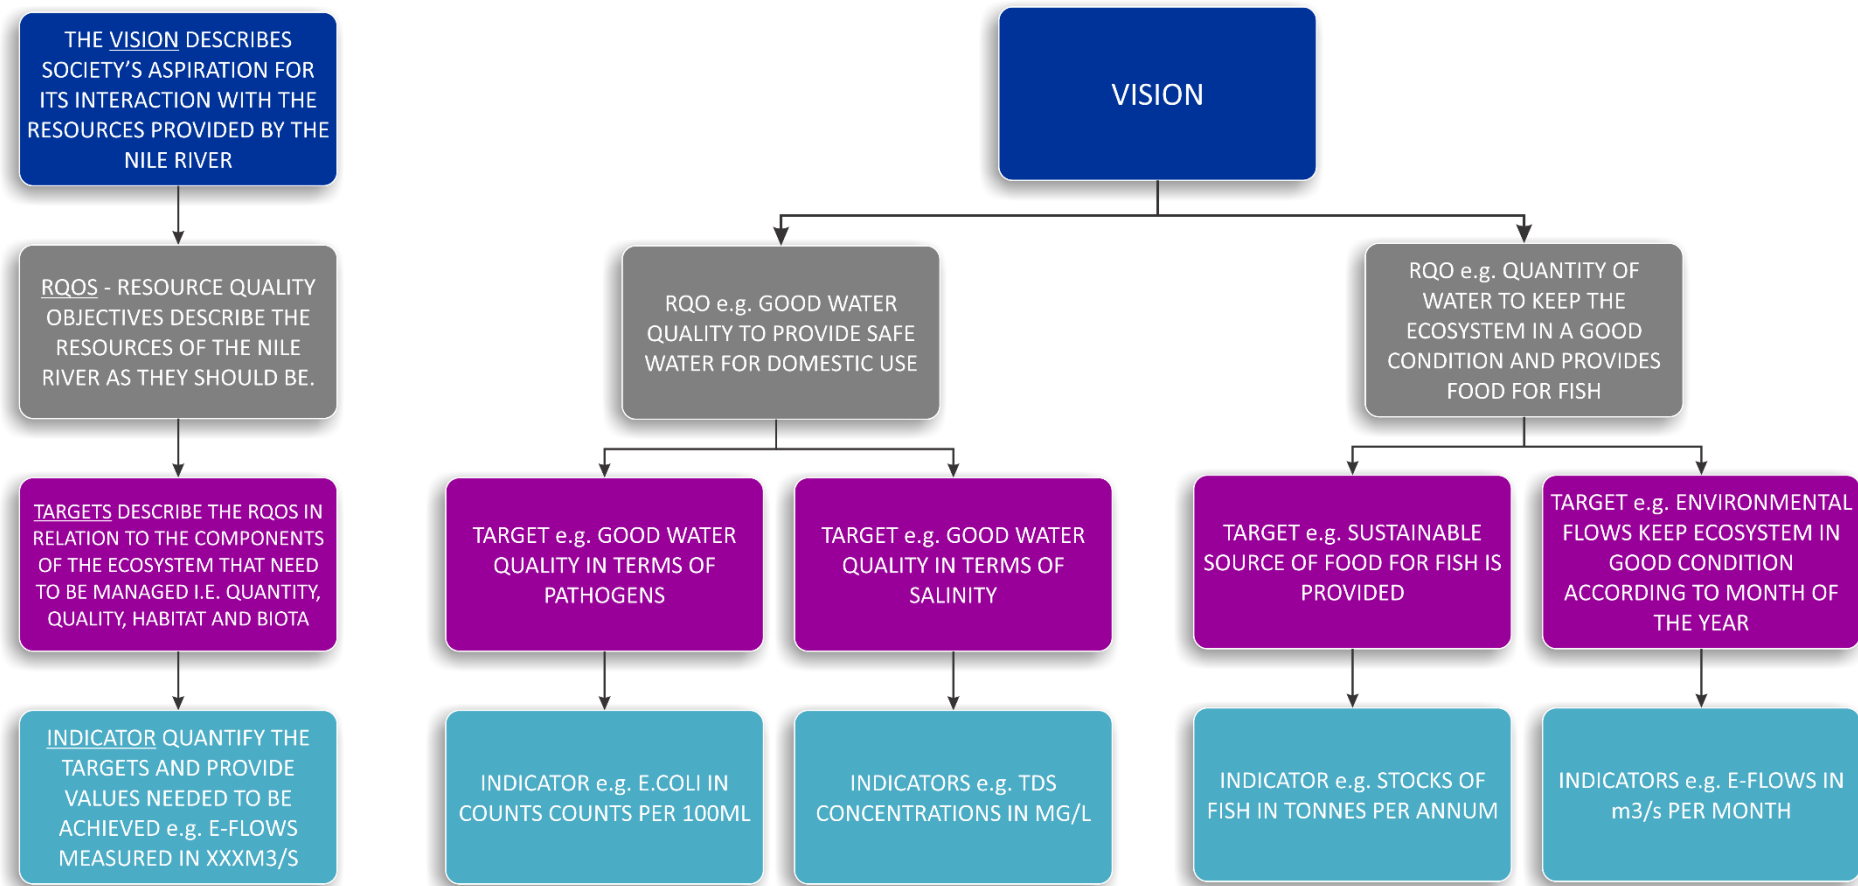 THE VISION DESCRIBES
SOCIETY'S ASPIRATION FOR
ITS INTERACTION WITH THE
RESOURCES PROVIDED BY THE
NILE RIVER
RQOS - RESOURCE QUALITY
OBJECTIVES DESCRIBE THE
RESOURCES OF THE NILE
RIVER AS THEY SHOULD BE.
TARGETS DESCRIBE THE RQOS IN
RELATION TO THE COMPONENTS
OF THE ECOSYSTEM THAT NEED
TO BE MANAGED I.E. QUANTITY,
QUALITY, HABITAT AND BIOTA
INDICATOR QUANTIFY THE
TARGETS AND PROVIDE
VALUES NEEDED TO BE
ACHIEVED e.g. E-FLOWS
MEASURED IN XXXM3/S
VISION
RQO e.g. GOOD WATER
QUALITY TO PROVIDE SAFE
WATER FOR DOMESTIC USE
RQO e.g. QUANTITY OF
WATER TO KEEP THE
ECOSYSTEM IN A GOOD
CONDITION AND PROVIDES
FOOD FOR FISH
TARGET e.g. GOOD WATER
QUALITY IN TERMS OF
PATHOGENS
TARGET e.g. GOOD WATER
QUALITY IN TERMS OF
SALINITY
TARGET e.g. SUSTAINABLE
SOURCE OF FOOD FOR FISH IS
PROVIDED
TARGET e.g. ENVIRONMENTAL
FLOWS KEEP ECOSYSTEM IN
GOOD CONDITION
ACCORDING TO MONTH OF
THE YEAR
INDICATOR e.g. E.COLI IN
COUNTS COUNTS PER 100ML
INDICATORS e.g. TDS
CONCENTRATIONS IN MG/L
INDICATOR e.g. STOCKS OF
FISH IN TONNES PER ANNUM
INDICATORS e.g. E-FLOWS IN
m3/s PER MONTH